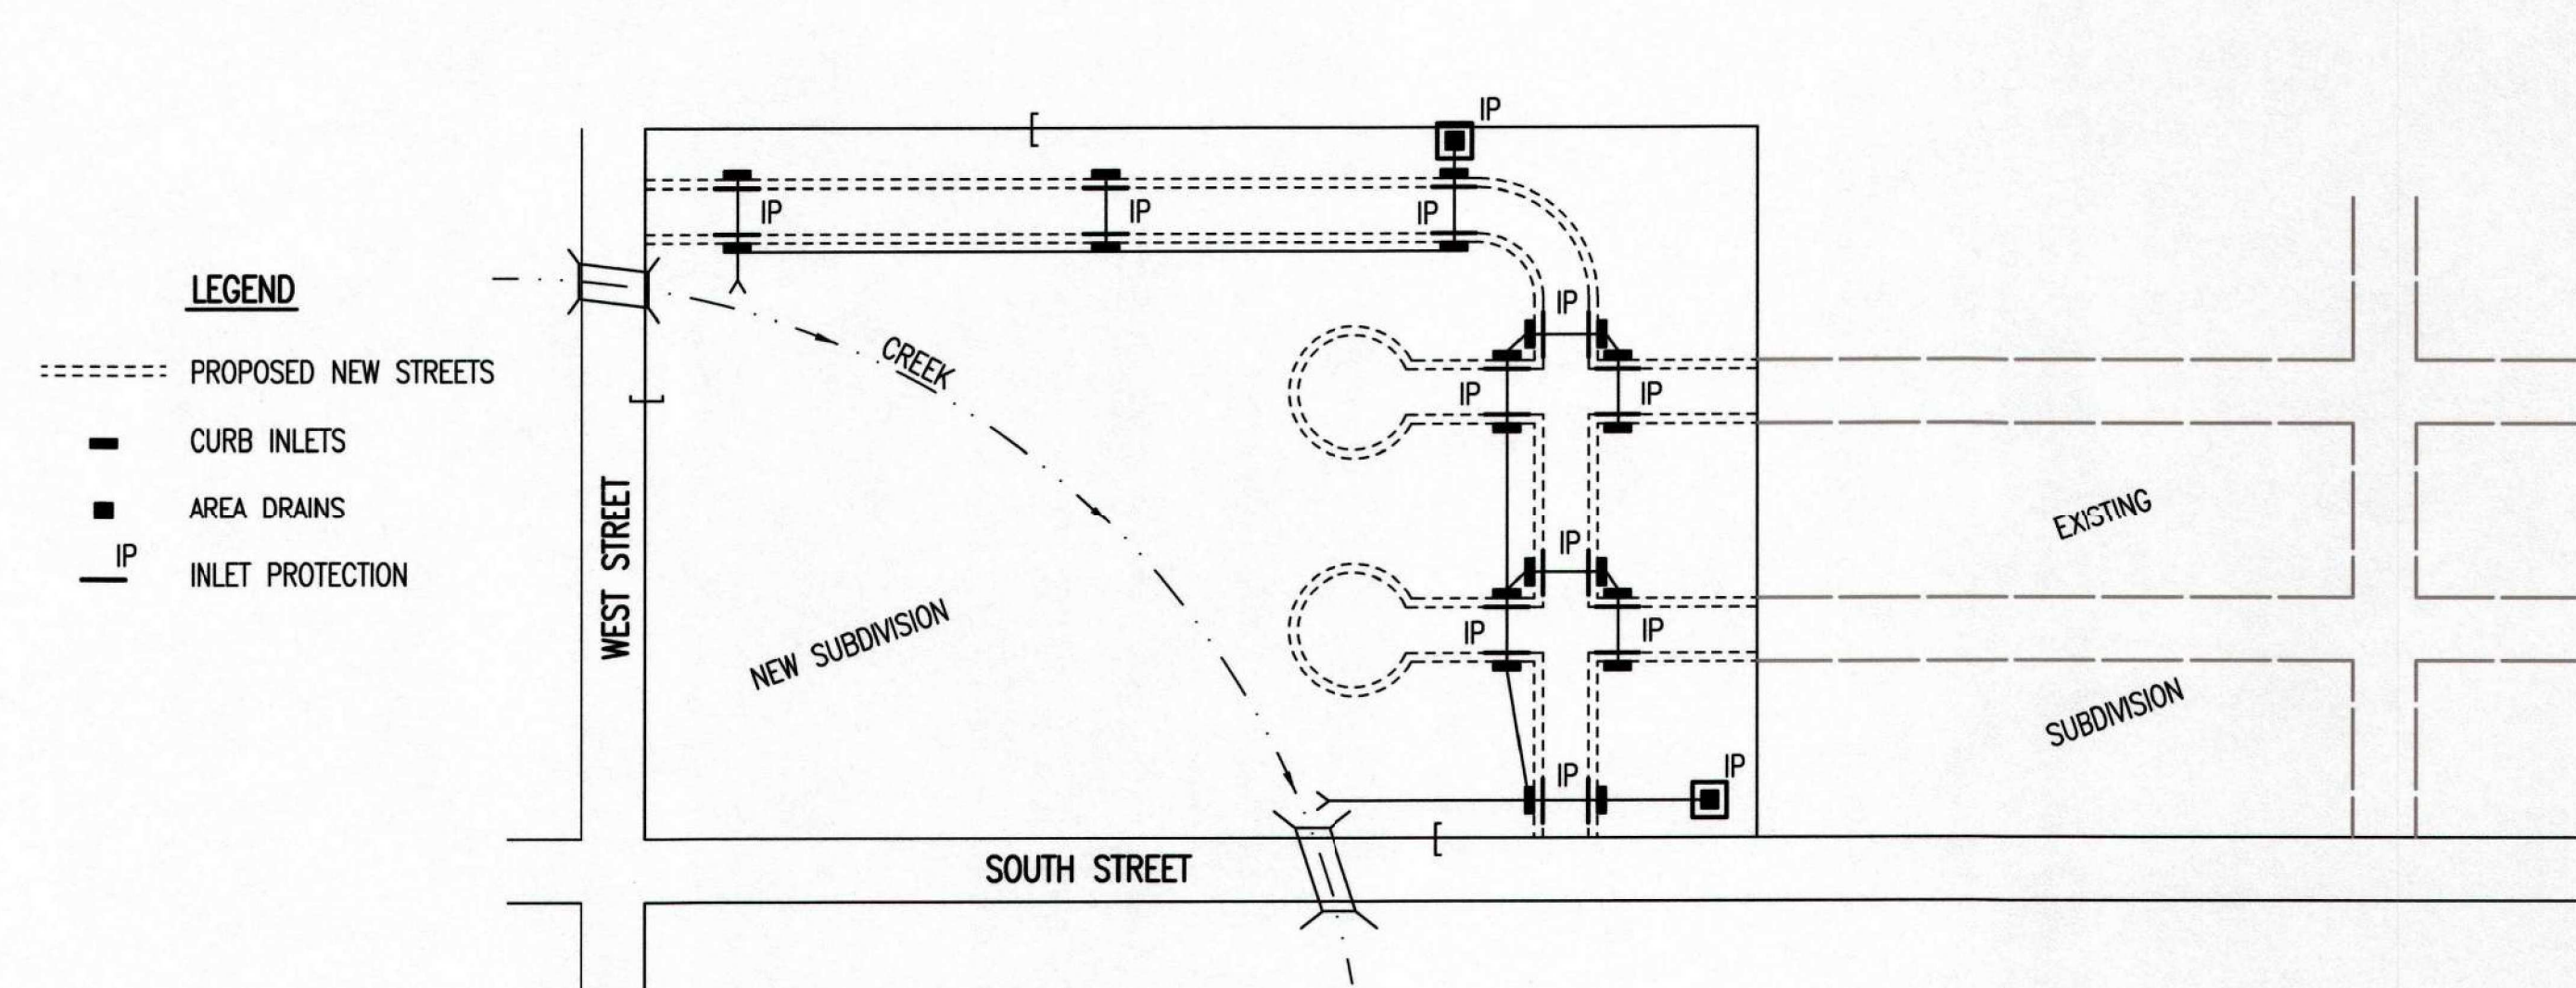 IP
IP
IP
IP
LEGEND
PROPOSED NEW STREETS
CURB INLETS
AREA DRAINS
IP
INLET PROTECTION
WEST STREET
CREEK
NEW SUBDIVISION
IP
IP
IP
IP
IP
IP
IP
IP
EXISTING
SUBDIVISION
SOUTH STREET